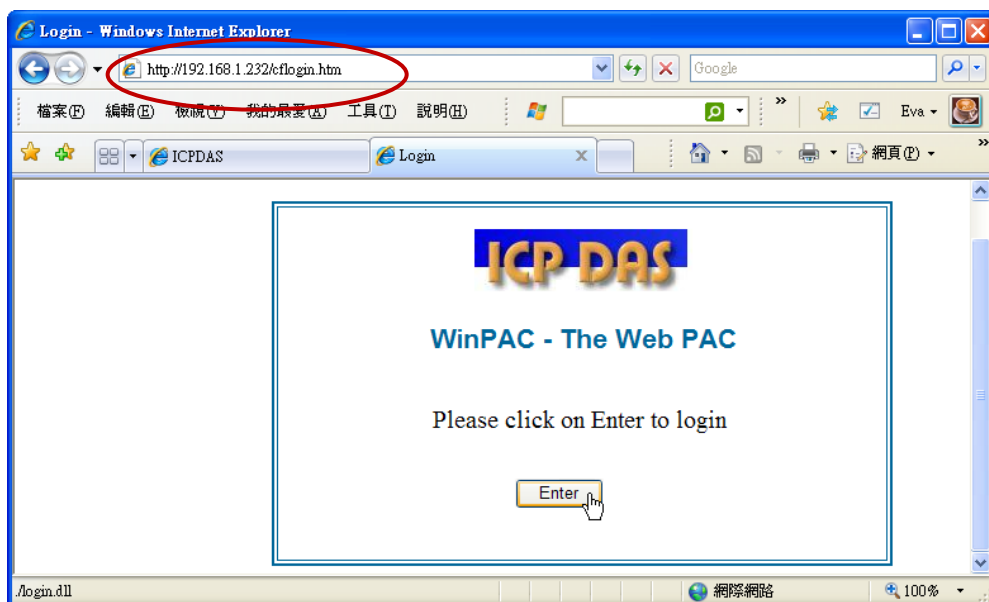 Login - Windows Internet Explorer
http://192.168.1.232/cflogin.htm Google
檔案(F) 編輯(E) 檢視(V) 我的最愛(A) 工具(T) 說明(H) » Eva
ICPDAS Login 網頁(P) »
ICP DAS
WinPAC - The Web PAC
Please click on Enter to login
Enter
./login.dll 網際網路 100%